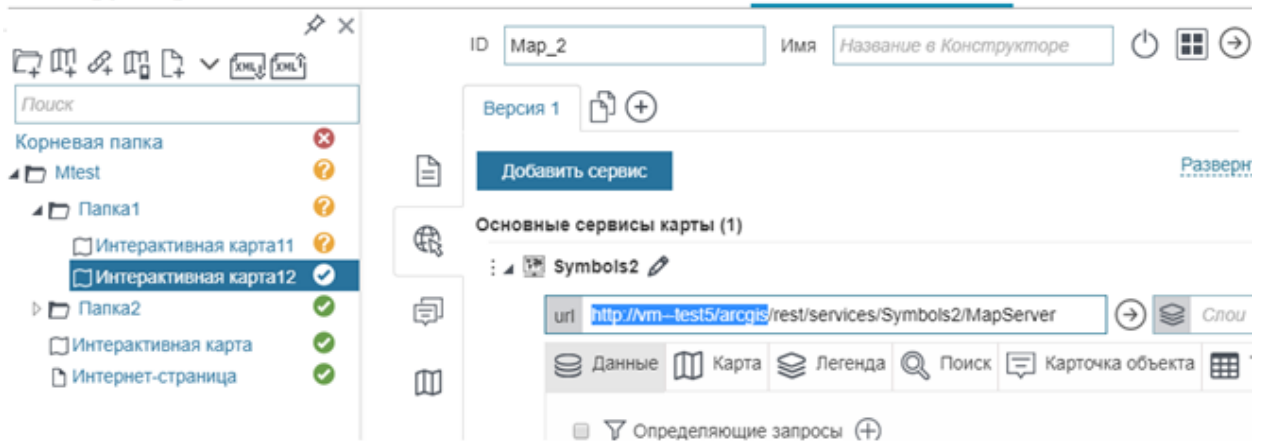 ID Map_2 Имя Название в Конструкторе
XML XML
Поиск
Версия 1
Корневая папка
Mtest
Папка1
Интерактивная карта11
Интерактивная карта12
Папка2
Интерактивная карта
Интернет-страница
Добавить сервис
Основные сервисы карты (1)
Symbols2
url http://vm--test5/arcgis/rest/services/Symbols2/MapServer Слои
Данные Карта Легенда Поиск Карточка объекта
Определяющие запросы